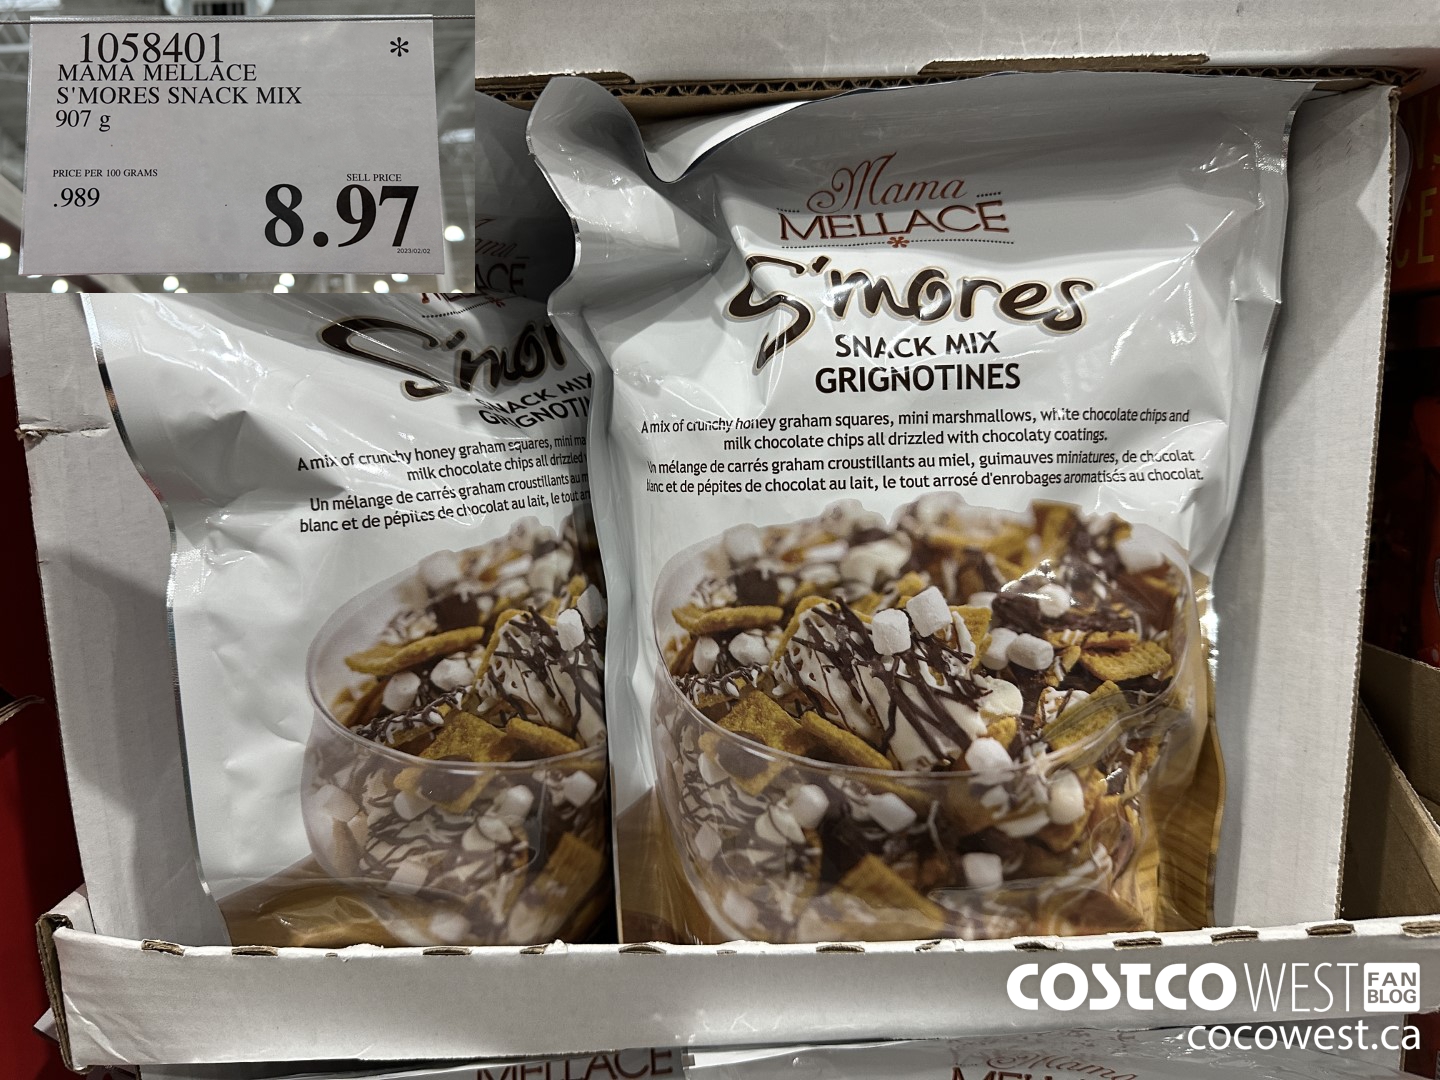 1058401 *
MAMA MELLACE
S'MORES SNACK MIX
907 g
PRICE PER 100 GRAMS
.989
SELL PRICE
8.97
2023/02/02
Mama
MELLACE
S'mores
SNACK MIX
GRIGNOTINES
A mix of crunchy honey graham squares, mini marshmallows, white chocolate chips and
milk chocolate chips all drizzled with chocolaty coatings.
Un mélange de carrés graham croustillants au miel, guimauves miniatures, de chocolat
blanc et de pépites de chocolat au lait, le tout arrosé d'enrobages aromatisés au chocolat.
SNACK MIX
A mix of crunchy honey graham squares, mini
milk chocolate chips all drizzled
Un mélange de carrés graham croustillants au
blanc et de pépites de chocolat au lait, le tout
COSTCO WEST FAN BLOG
cocowest.ca
MELLACE
Mama